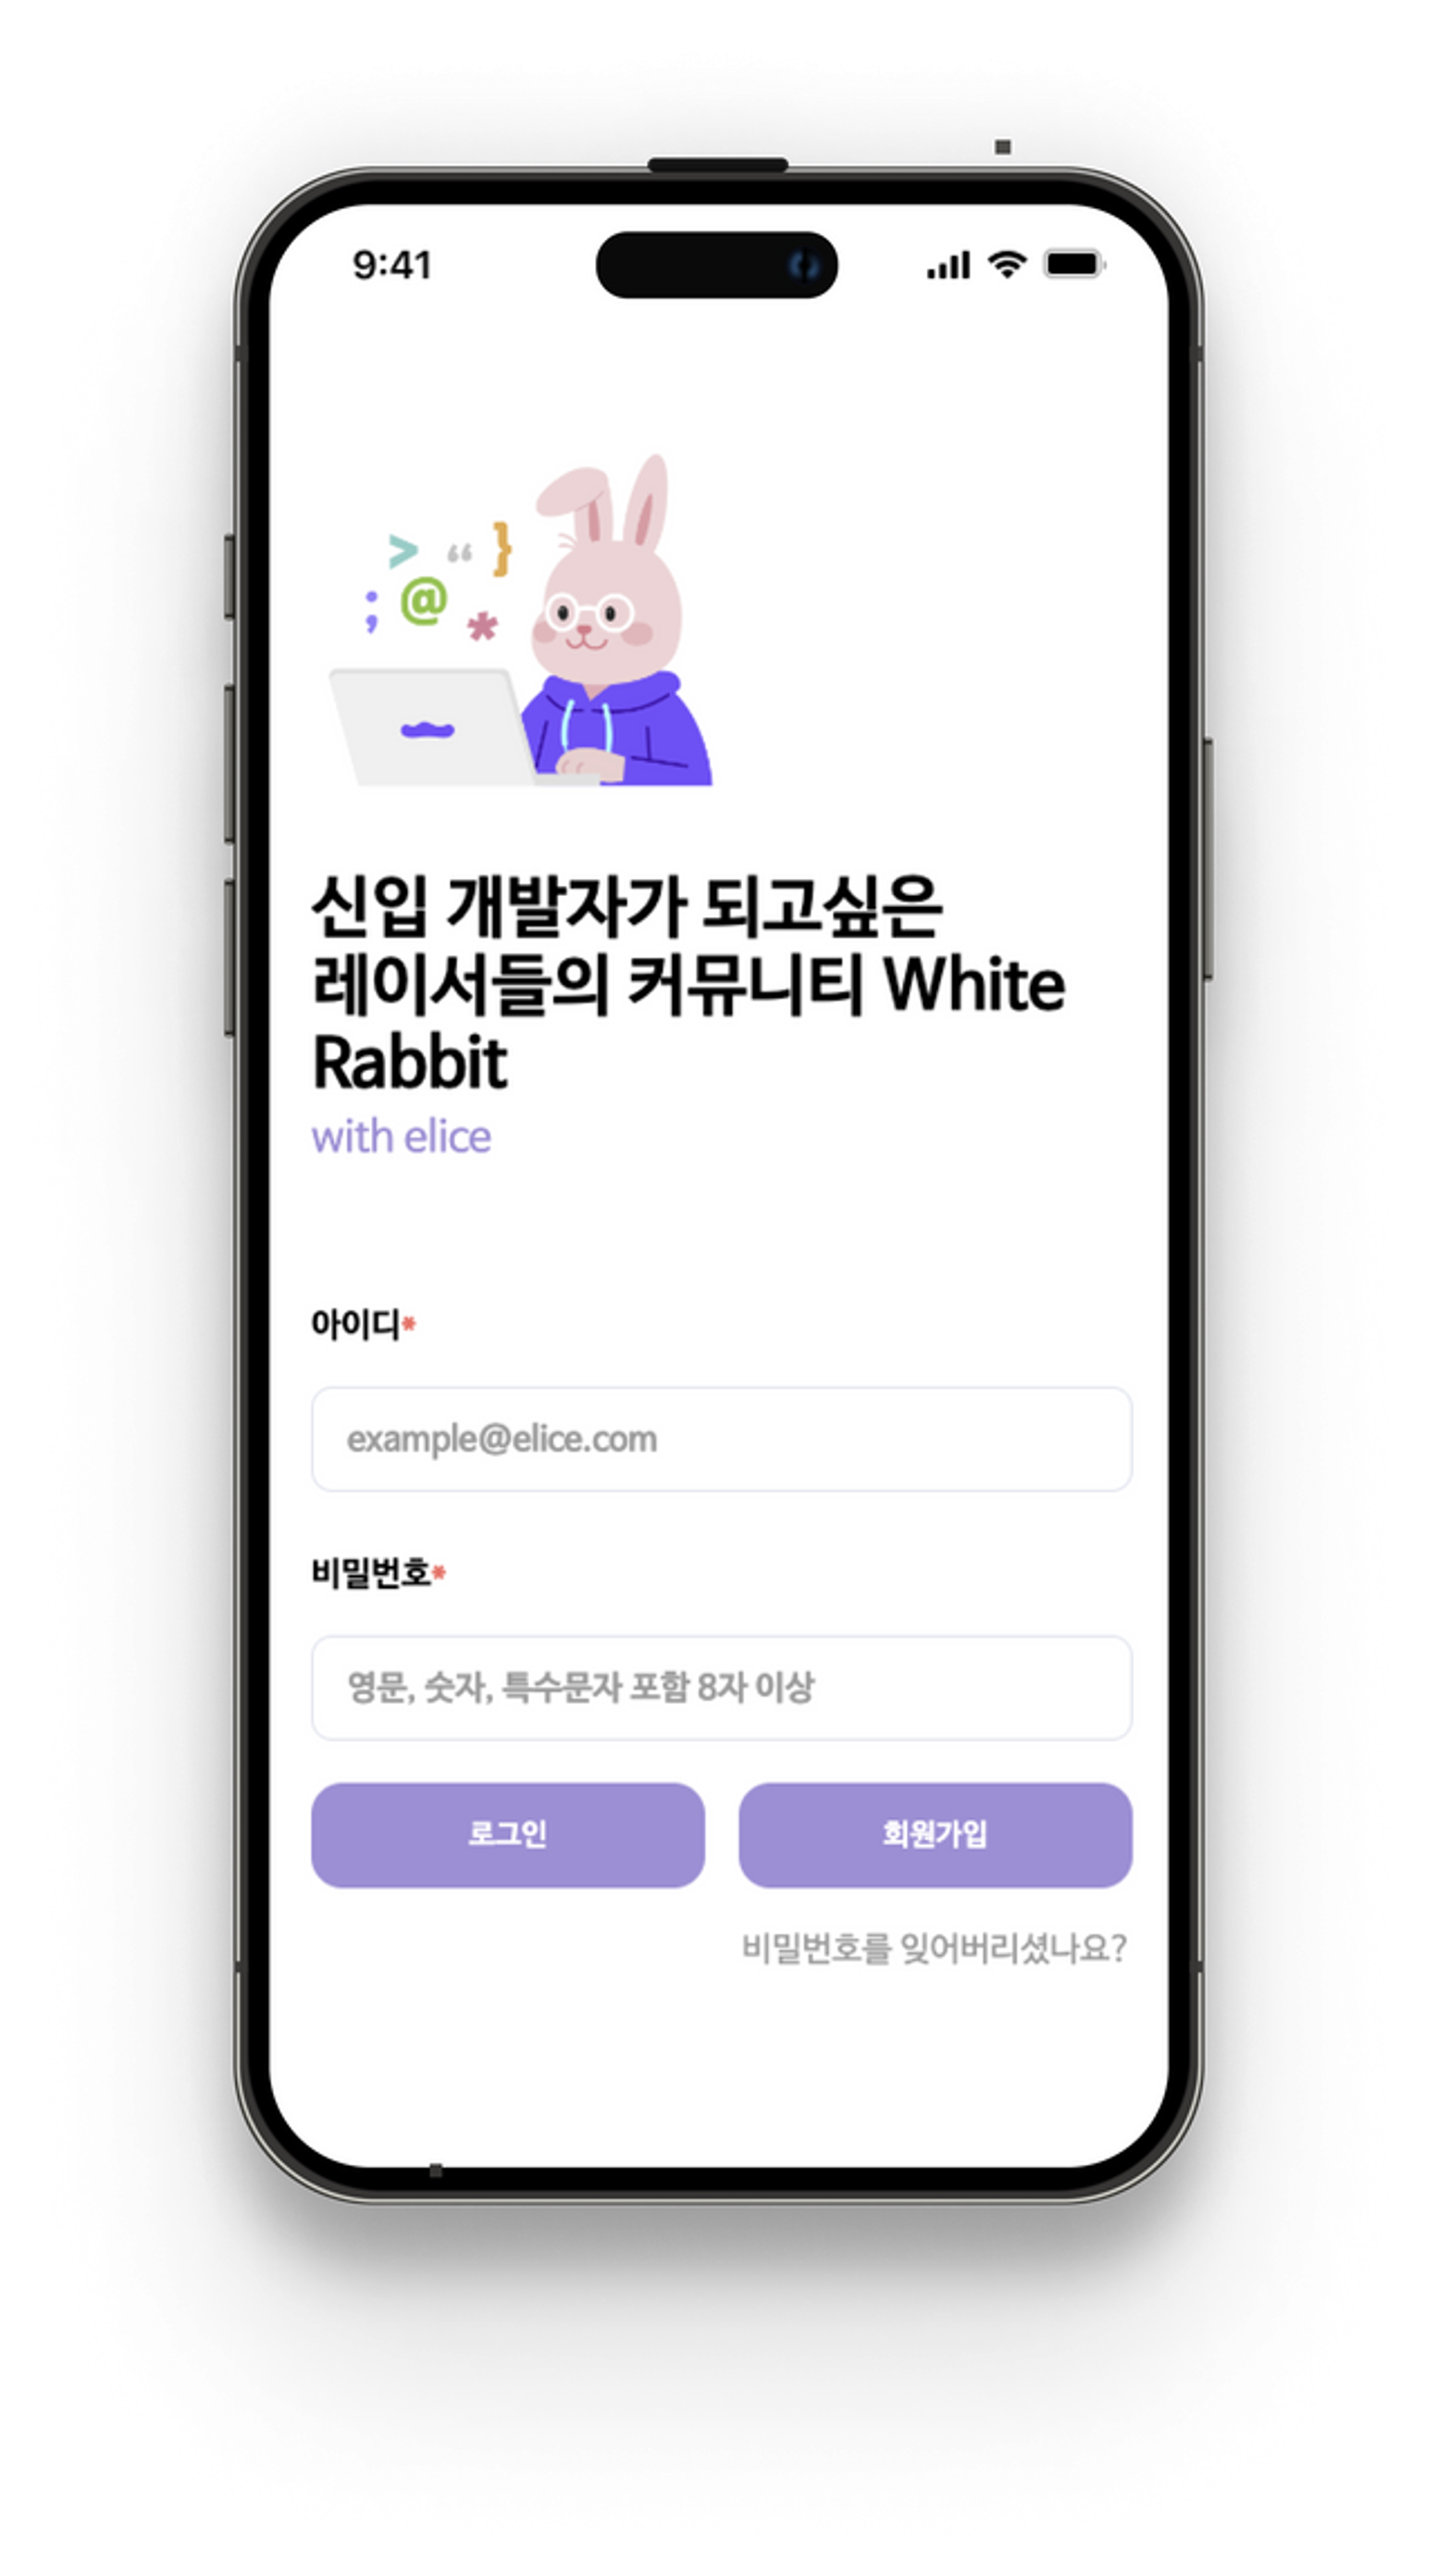 9:41
> “ }
; @ *
신입 개발자가 되고싶은
레이서들의 커뮤니티 White
Rabbit
with elice
아이디*
example@elice.com
비밀번호*
영문, 숫자, 특수문자 포함 8자 이상
로그인 회원가입
비밀번호를 잊어버리셨나요?